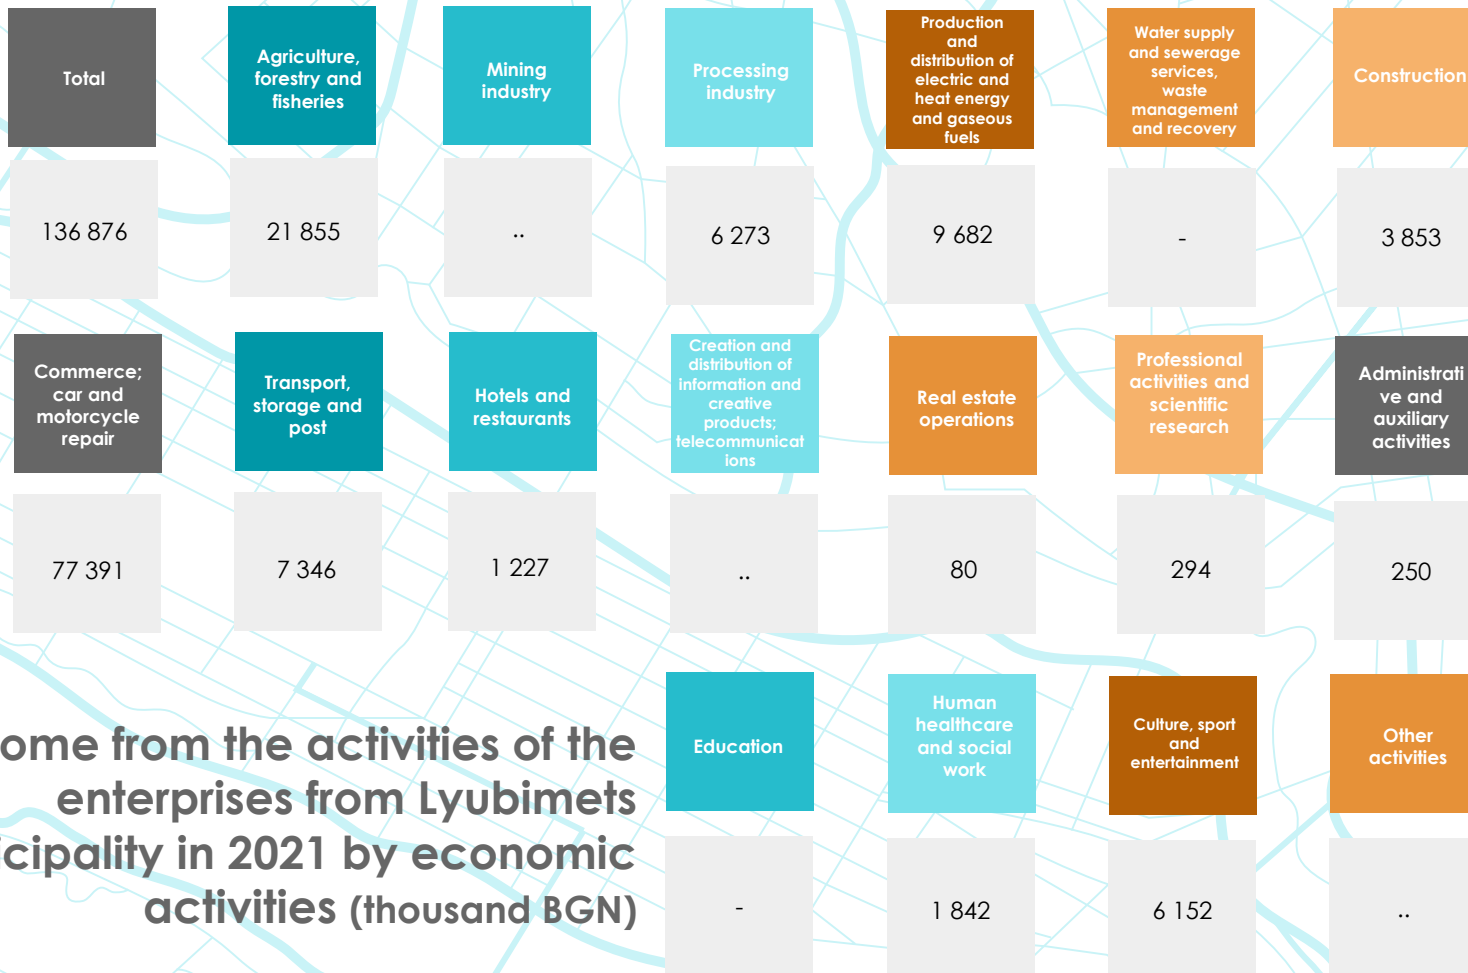 Total
Agriculture,
forestry and
fisheries
Mining
industry
Processing
industry
Production
and
distribution of
electric and
heat energy
and gaseous
fuels
Water supply
and sewerage
services,
waste
management
and recovery
Construction
136 876
21 855
..
6 273
9 682
-
3 853
Commerce;
car and
motorcycle
repair
Transport,
storage and
post
Hotels and
restaurants
Creation and
distribution of
information and
creative
products;
telecommunicat
ions
Real estate
operations
Professional
activities and
scientific
research
Administrati
ve and
auxiliary
activities
77 391
7 346
1 227
..
80
294
250
ome from the activities of the
enterprises from Lyubimets
cipality in 2021 by economic
activities (thousand BGN)
Education
Human
healthcare
and social
work
Culture, sport
and
entertainment
Other
activities
-
1 842
6 152
..